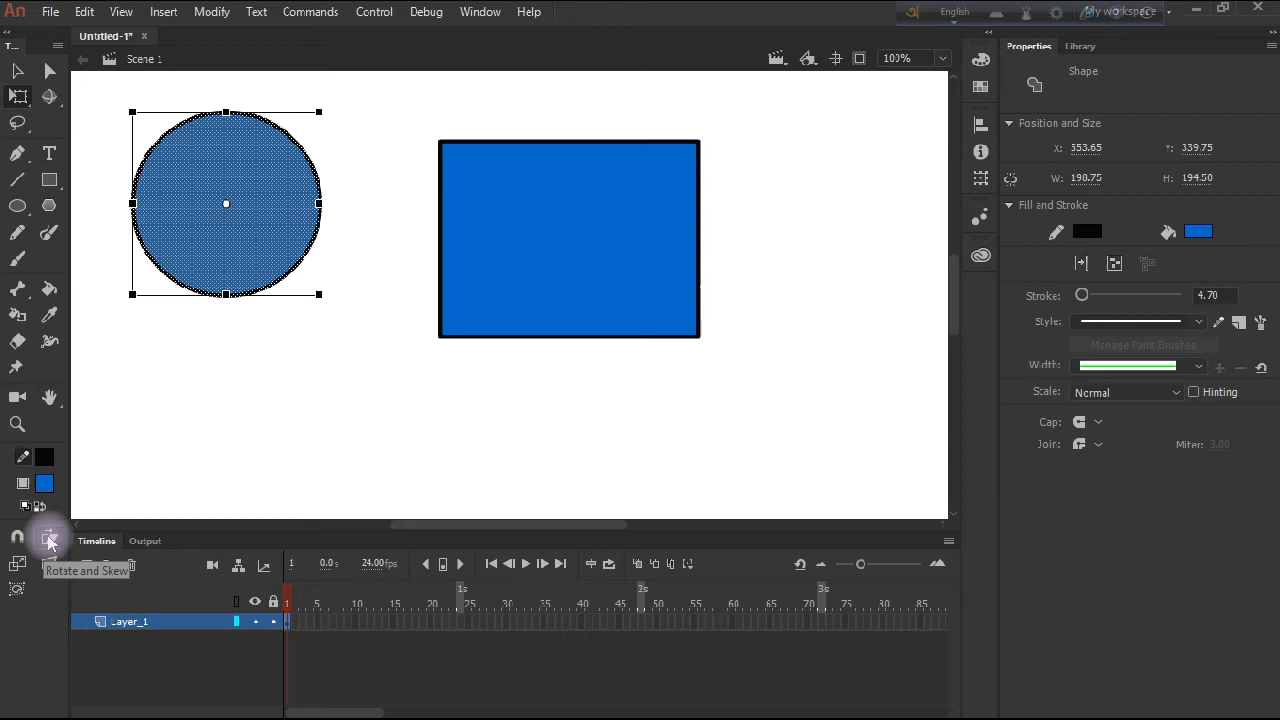 An File Edit View Insert Modify Text Commands Control Debug Window Help English My workspace
T... Untitled-1* × Properties Library
Scene 1 100%
Shape
Position and Size
X: 553.65 Y: 339.75
W: 198.75 H: 194.50
Fill and Stroke
Stroke: 4.70
Style:
Manage Paint Brushes
Width:
Scale: Normal Hinting
Cap:
Join: Miter: 3.00
Timeline Output
1 0.0 s 24.00 fps
Rotate and Skew
1s 2s 3s
1 5 10 15 20 25 30 35 40 45 50 55 60 65 70 75 80 85
Layer_1